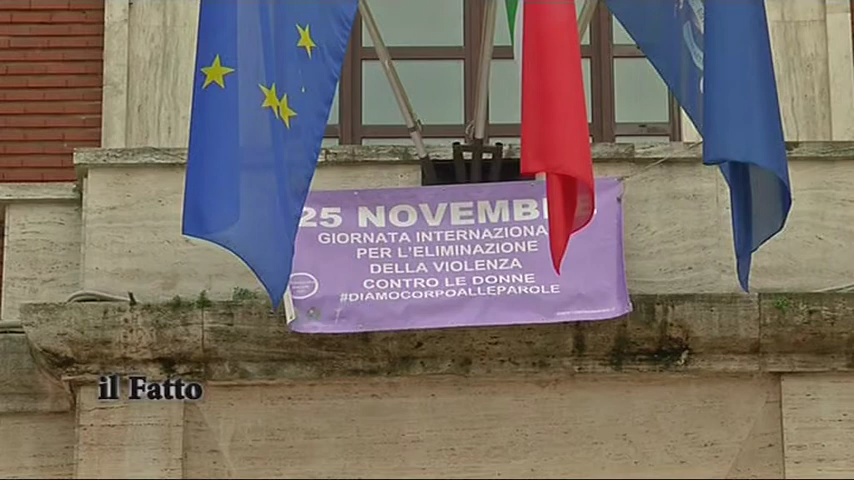 25 NOVEMB
GIORNATA INTERNAZIONA
PER L'ELIMINAZIONE
DELLA VIOLENZA
CONTRO LE DONNE
#DIAMOCORPOALLEPAROLE
il Fatto